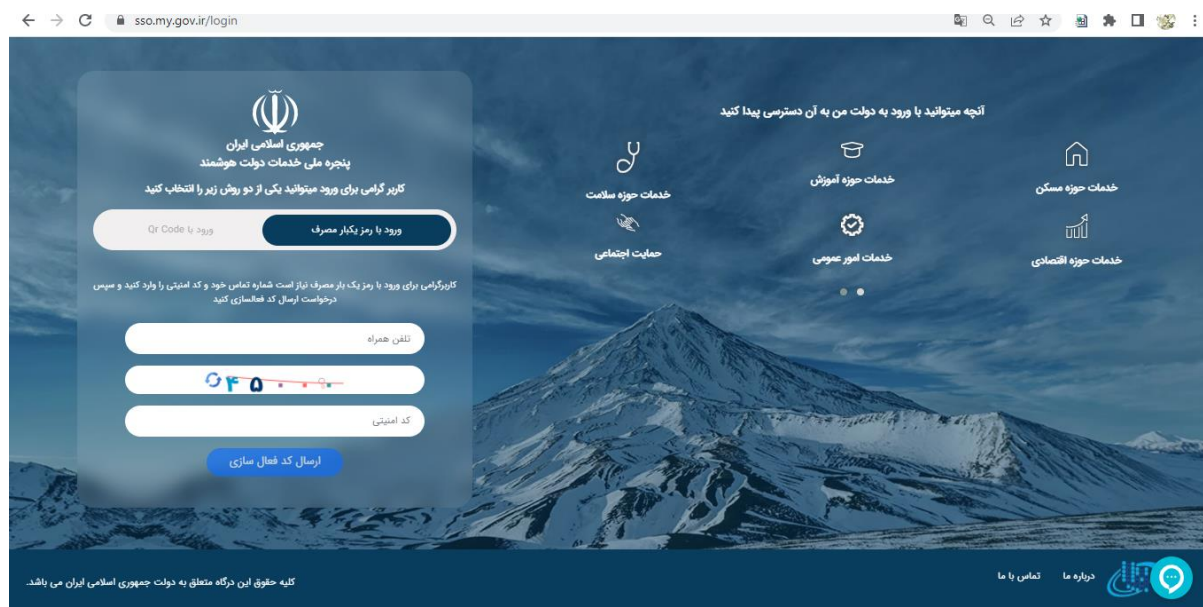 sso.my.gov.ir/login
آنچه میتوانید با ورود به دولت من به آن دسترسی پیدا کنید
خدمات حوزه مسکن
خدمات حوزه آموزش
خدمات حوزه سلامت
خدمات حوزه اقتصادی
خدمات امور عمومی
حمایت اجتماعی
جمهوری اسلامی ایران
پنجره ملی خدمات دولت هوشمند
کاربر گرامی برای ورود میتوانید یکی از دو روش زیر را انتخاب کنید
ورود با رمز یکبار مصرف
ورود با Qr Code
کاربرگرامی برای ورود با رمز یک بار مصرف نیاز است شماره تماس خود و کد امنیتی را وارد کنید و سپس
درخواست ارسال کد فعالسازی کنید
تلفن همراه
۴ ۵ ۰ ۰ ۰
کد امنیتی
ارسال کد فعال سازی
درباره ما
تماس با ما
کلیه حقوق این درگاه متعلق به دولت جمهوری اسلامی ایران می باشد.